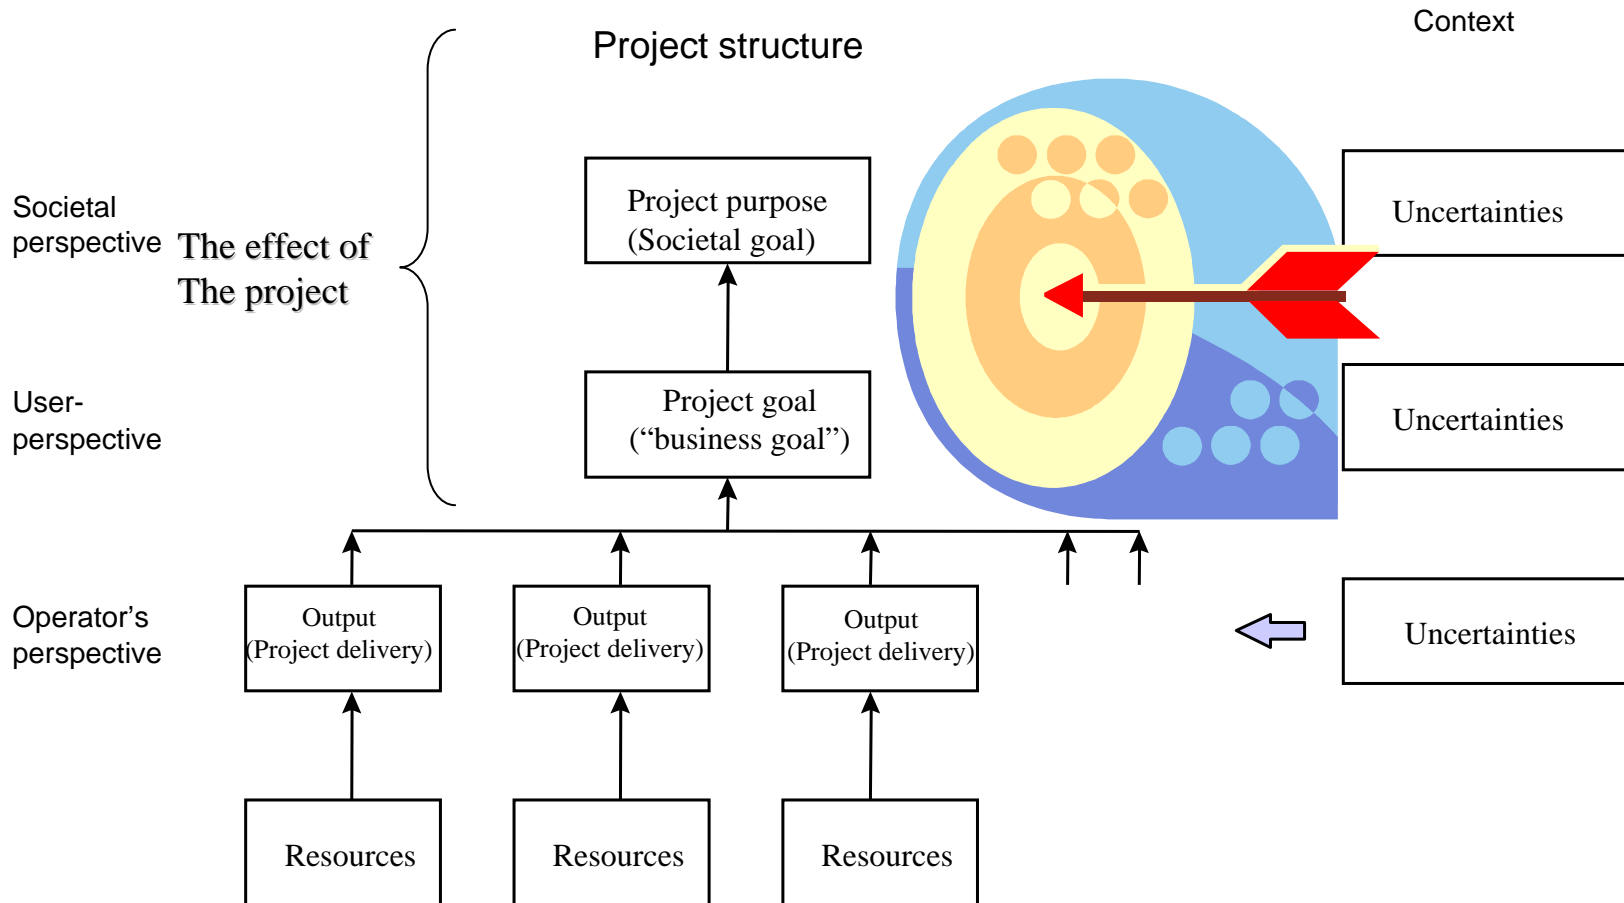 Project structure
Context
Societal
perspective
The effect of
The project
Project purpose
(Societal goal)
Uncertainties
User-
perspective
Project goal
(“business goal”)
Uncertainties
Operator’s
perspective
Output
(Project delivery)
Output
(Project delivery)
Output
(Project delivery)
Uncertainties
Resources
Resources
Resources